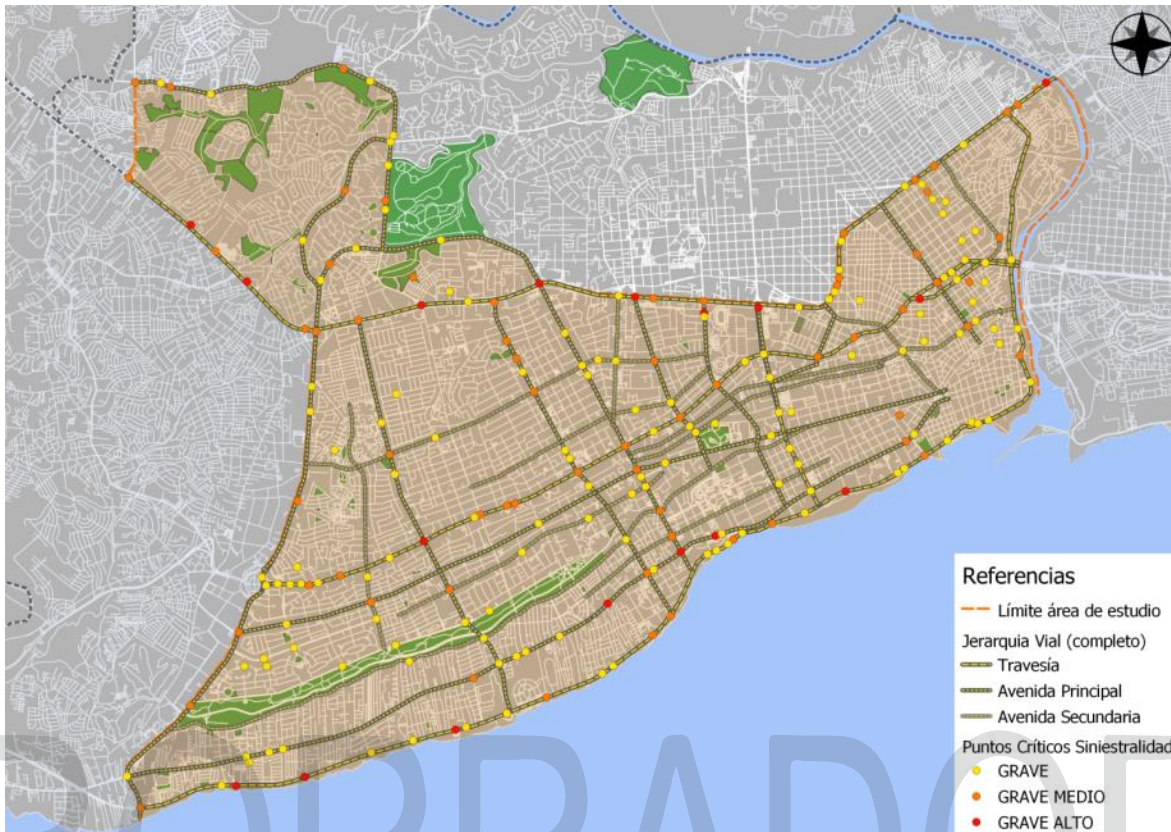 Referencias
Límite área de estudio
Jerarquia Vial (completo)
Travesía
Avenida Principal
Avenida Secundaria
Puntos Críticos Siniestralidad
GRAVE
GRAVE MEDIO
GRAVE ALTO
BORRADOR